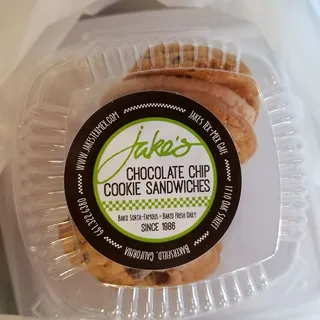 Jake's
CHOCOLATE CHIP
COOKIE SANDWICHES
BAKO SORTA-FAMOUS • BAKED FRESH DAILY
SINCE 1986
WWW.JAKESTEXMEX.COM
JAKE'S TEX-MEX CAFE
1710 OAK STREET
BAKERSFIELD, CALIFORNIA
661.322.6380